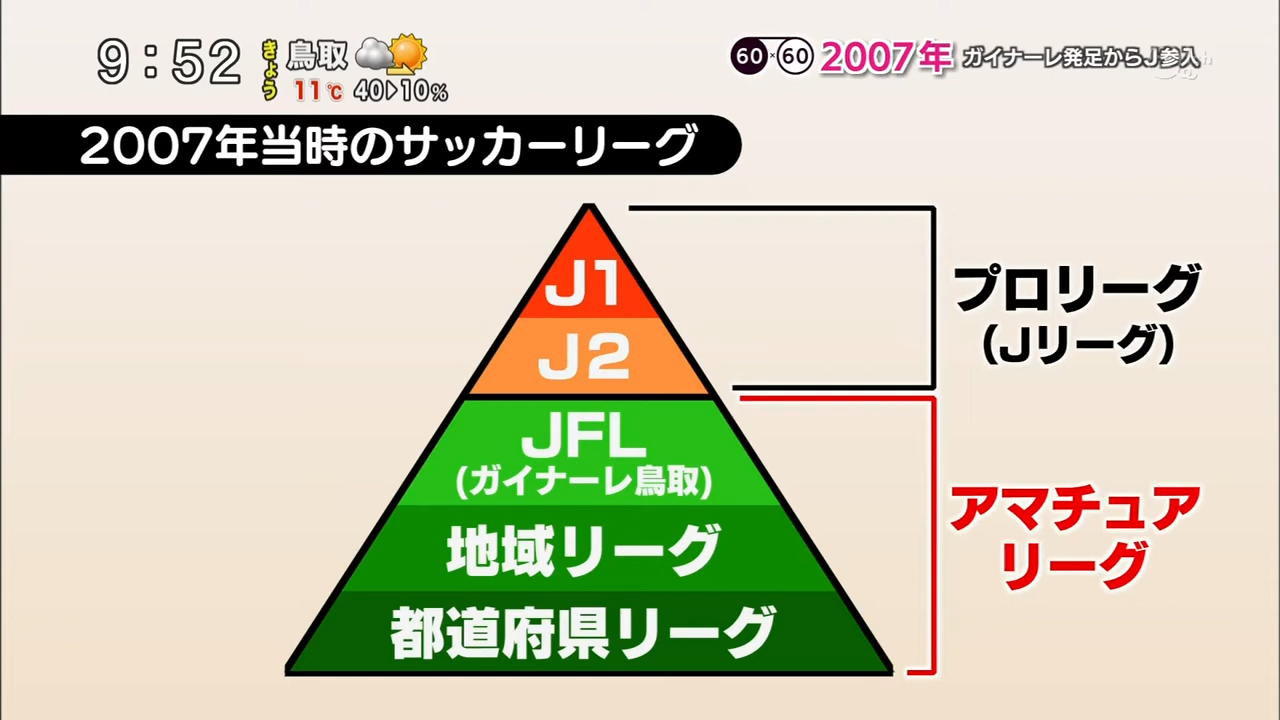 9:52
きょう
鳥取
11℃ 40▶10%
60×60 2007年 ガイナーレ発足からJ参入
2007年当時のサッカーリーグ
J1
J2
プロリーグ
(Jリーグ)
JFL
(ガイナーレ鳥取)
地域リーグ
都道府県リーグ
アマチュア
リーグ